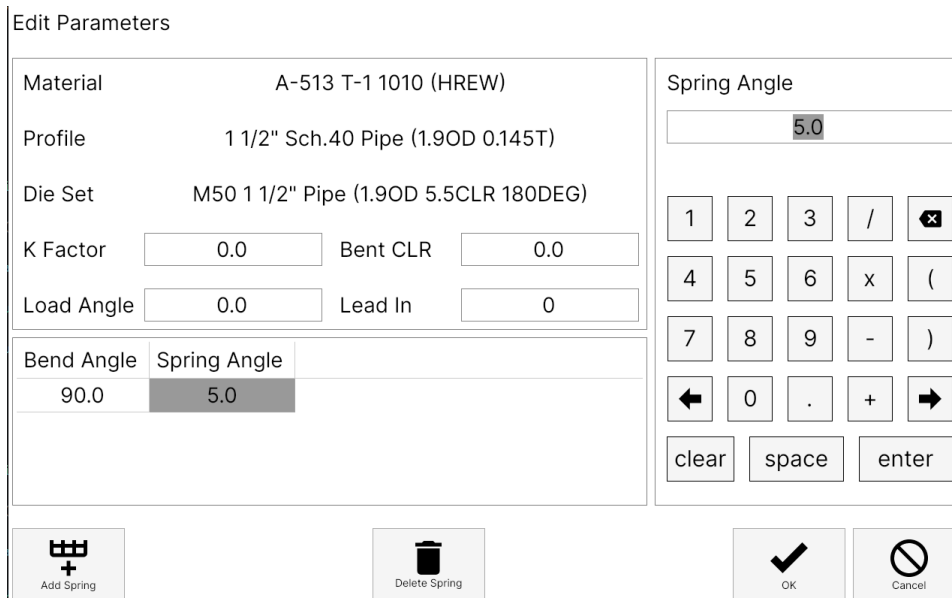 Edit Parameters
Material A-513 T-1 1010 (HREW)
Profile 1 1/2" Sch.40 Pipe (1.9OD 0.145T)
Die Set M50 1 1/2" Pipe (1.9OD 5.5CLR 180DEG)
K Factor 0.0 Bent CLR 0.0
Load Angle 0.0 Lead In 0
Bend Angle Spring Angle
90.0 5.0
Spring Angle
5.0
1 2 3 /
4 5 6 x (
7 8 9 - )
0 . +
clear space enter
Add Spring Delete Spring OK Cancel